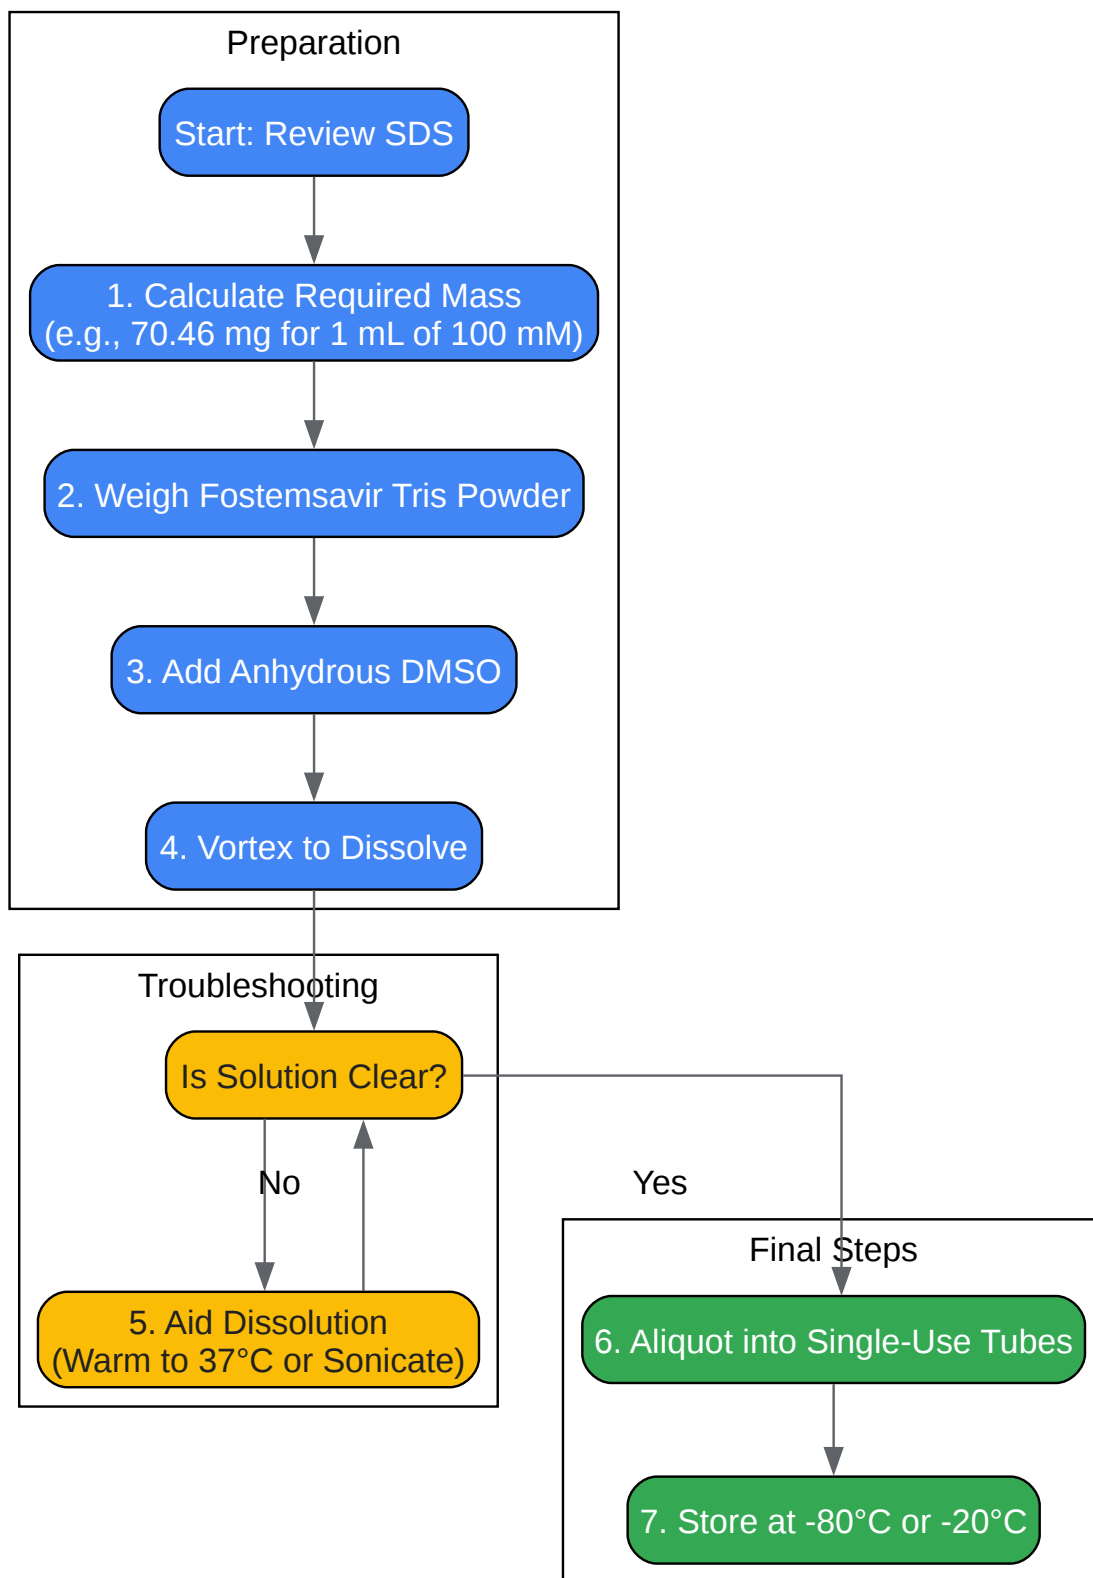 Preparation
Start: Review SDS
1. Calculate Required Mass
(e.g., 70.46 mg for 1 mL of 100 mM)
2. Weigh Fostemsavir Tris Powder
3. Add Anhydrous DMSO
4. Vortex to Dissolve
Troubleshooting
Is Solution Clear?
No
Yes
5. Aid Dissolution
(Warm to 37°C or Sonicate)
Final Steps
6. Aliquot into Single-Use Tubes
7. Store at -80°C or -20°C